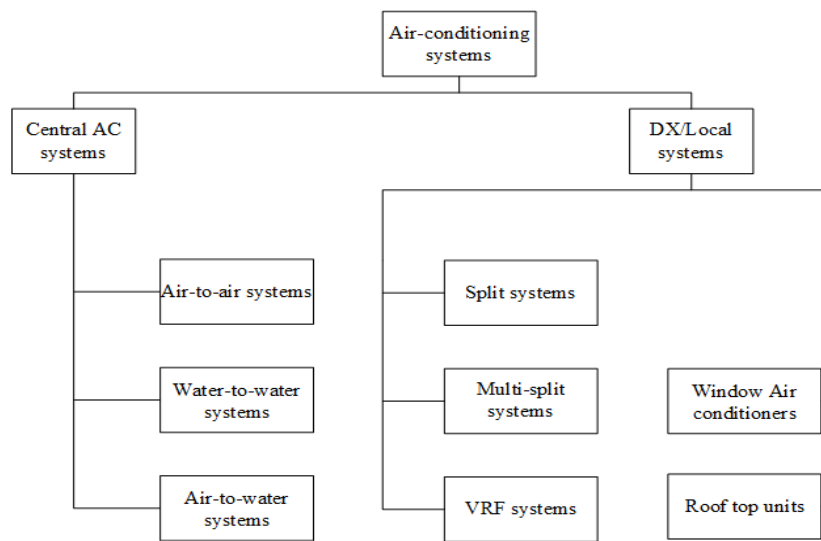 Air-conditioning
systems
Central AC
systems
DX/Local
systems
Air-to-air systems
Split systems
Water-to-water
systems
Multi-split
systems
Window Air
conditioners
Air-to-water
systems
VRF systems
Roof top units